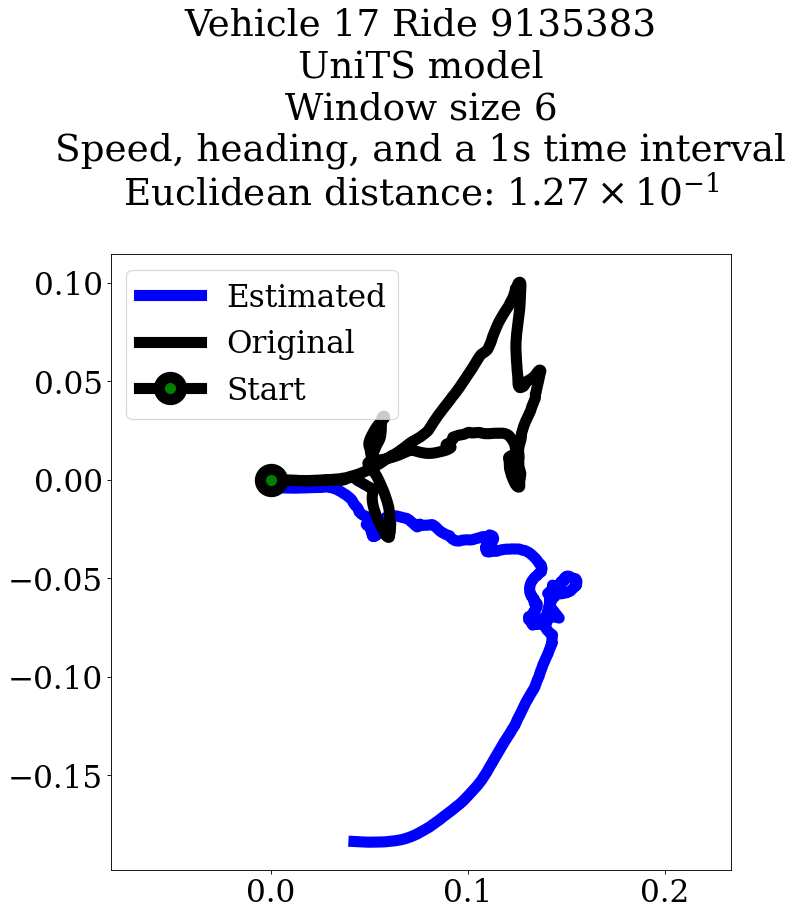 Vehicle 17 Ride 9135383
UniTS model
Window size 6
Speed, heading, and a 1s time interval
Euclidean distance: 1.27 × 10⁻¹
Estimated
Original
Start
0.10
0.05
0.00
−0.05
−0.10
−0.15
0.0 0.1 0.2